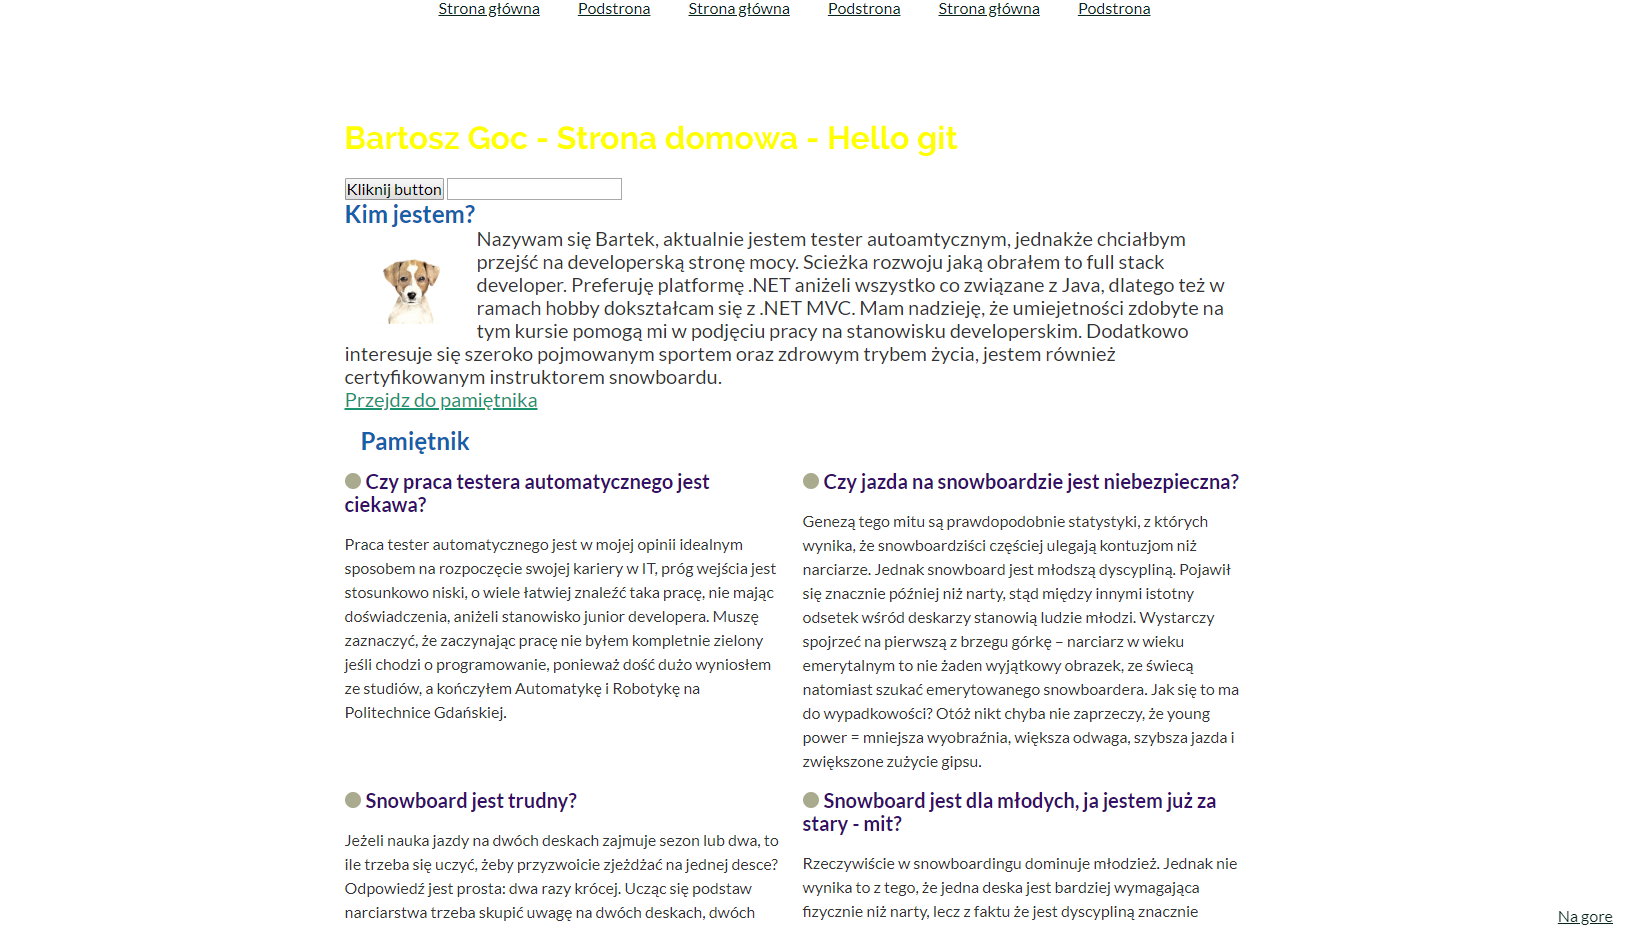 Strona główna Podstrona Strona główna Podstrona Strona główna Podstrona
Bartosz Goc - Strona domowa - Hello git
Kliknij button
Kim jestem?
Nazywam się Bartek, aktualnie jestem tester autoamtycznym, jednakże chciałbym
przejść na developerską stronę mocy. Scieżka rozwoju jaką obrałem to full stack
developer. Preferuję platformę .NET aniżeli wszystko co związane z Java, dlatego też w
ramach hobby dokształcam się z .NET MVC. Mam nadzieję, że umiejetności zdobyte na
tym kursie pomogą mi w podjęciu pracy na stanowisku developerskim. Dodatkowo
interesuje się szeroko pojmowanym sportem oraz zdrowym trybem życia, jestem również
certyfikowanym instruktorem snowboardu.
Przejdz do pamiętnika
Pamiętnik
Czy praca testera automatycznego jest
ciekawa?
Praca tester automatycznego jest w mojej opinii idealnym
sposobem na rozpoczęcie swojej kariery w IT, próg wejścia jest
stosunkowo niski, o wiele łatwiej znaleźć taka pracę, nie mając
doświadczenia, aniżeli stanowisko junior developera. Muszę
zaznaczyć, że zaczynając pracę nie byłem kompletnie zielony
jeśli chodzi o programowanie, ponieważ dość dużo wyniosłem
ze studiów, a kończyłem Automatykę i Robotykę na
Politechnice Gdańskiej.
Czy jazda na snowboardzie jest niebezpieczna?
Genezą tego mitu są prawdopodobnie statystyki, z których
wynika, że snowboardziści częściej ulegają kontuzjom niż
narciarze. Jednak snowboard jest młodszą dyscypliną. Pojawił
się znacznie później niż narty, stąd między innymi istotny
odsetek wśród deskarzy stanowią ludzie młodzi. Wystarczy
spojrzeć na pierwszą z brzegu górkę – narciarz w wieku
emerytalnym to nie żaden wyjątkowy obrazek, ze świecą
natomiast szukać emerytowanego snowboardera. Jak się to ma
do wypadkowości? Otóż nikt chyba nie zaprzeczy, że young
power = mniejsza wyobraźnia, większa odwaga, szybsza jazda i
zwiększone zużycie gipsu.
Snowboard jest trudny?
Jeżeli nauka jazdy na dwóch deskach zajmuje sezon lub dwa, to
ile trzeba się uczyć, żeby przyzwoicie zjeżdżać na jednej desce?
Odpowiedź jest prosta: dwa razy krócej. Ucząc się podstaw
narciarstwa trzeba skupić uwagę na dwóch deskach, dwóch
Snowboard jest dla młodych, ja jestem już za
stary - mit?
Rzeczywiście w snowboardingu dominuje młodzież. Jednak nie
wynika to z tego, że jedna deska jest bardziej wymagająca
fizycznie niż narty, lecz z faktu że jest dyscypliną znacznie
Na gore